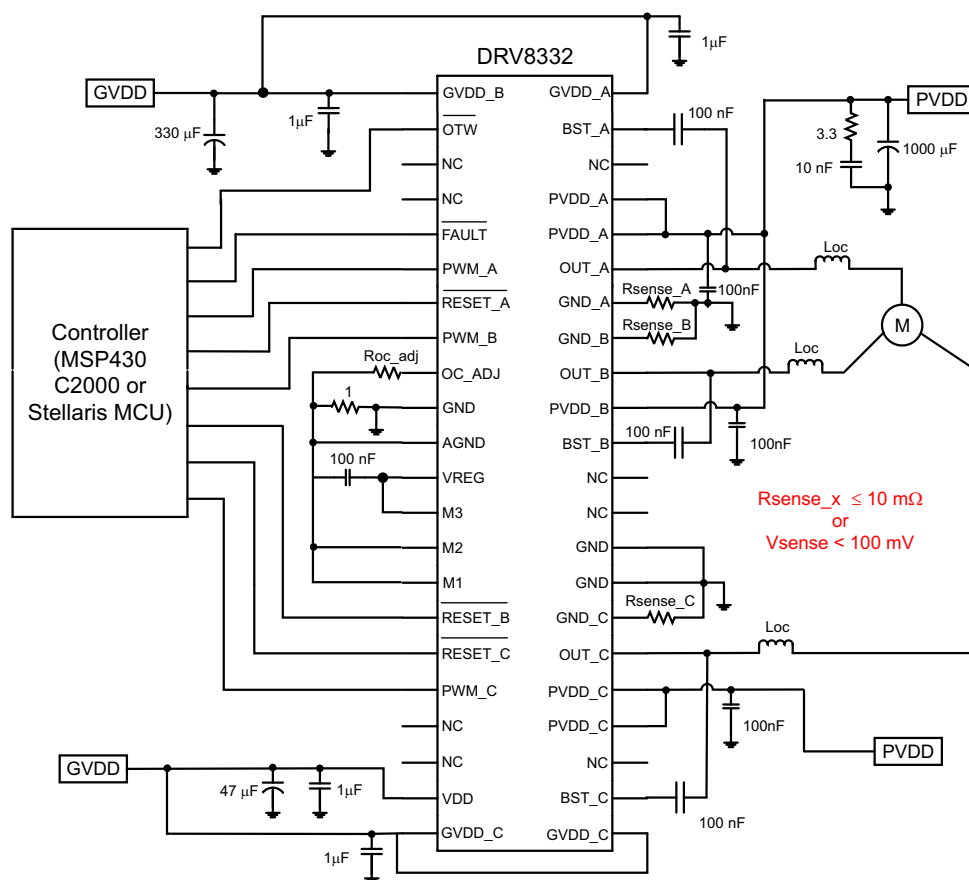 DRV8332
1µF
GVDD
330 µF
1µF
GVDD_B
OTW
NC
NC
FAULT
PWM_A
RESET_A
PWM_B
OC_ADJ
GND
AGND
VREG
M3
M2
M1
RESET_B
RESET_C
PWM_C
NC
NC
VDD
GVDD_C
GVDD_A
BST_A
NC
PVDD_A
PVDD_A
OUT_A
GND_A
GND_B
OUT_B
PVDD_B
BST_B
NC
NC
GND
GND
GND_C
OUT_C
PVDD_C
PVDD_C
NC
BST_C
GVDD_C
Controller
(MSP430
C2000 or
Stellaris MCU)
Roc_adj
1
100 nF
GVDD
47 µF
1µF
1µF
100 nF
PVDD
3.3
10 nF
1000 µF
Loc
100nF
Rsense_A
Rsense_B
M
Loc
100 nF
100nF
Rsense_x ≤ 10 mΩ
or
Vsense < 100 mV
Rsense_C
Loc
100nF
PVDD
100 nF